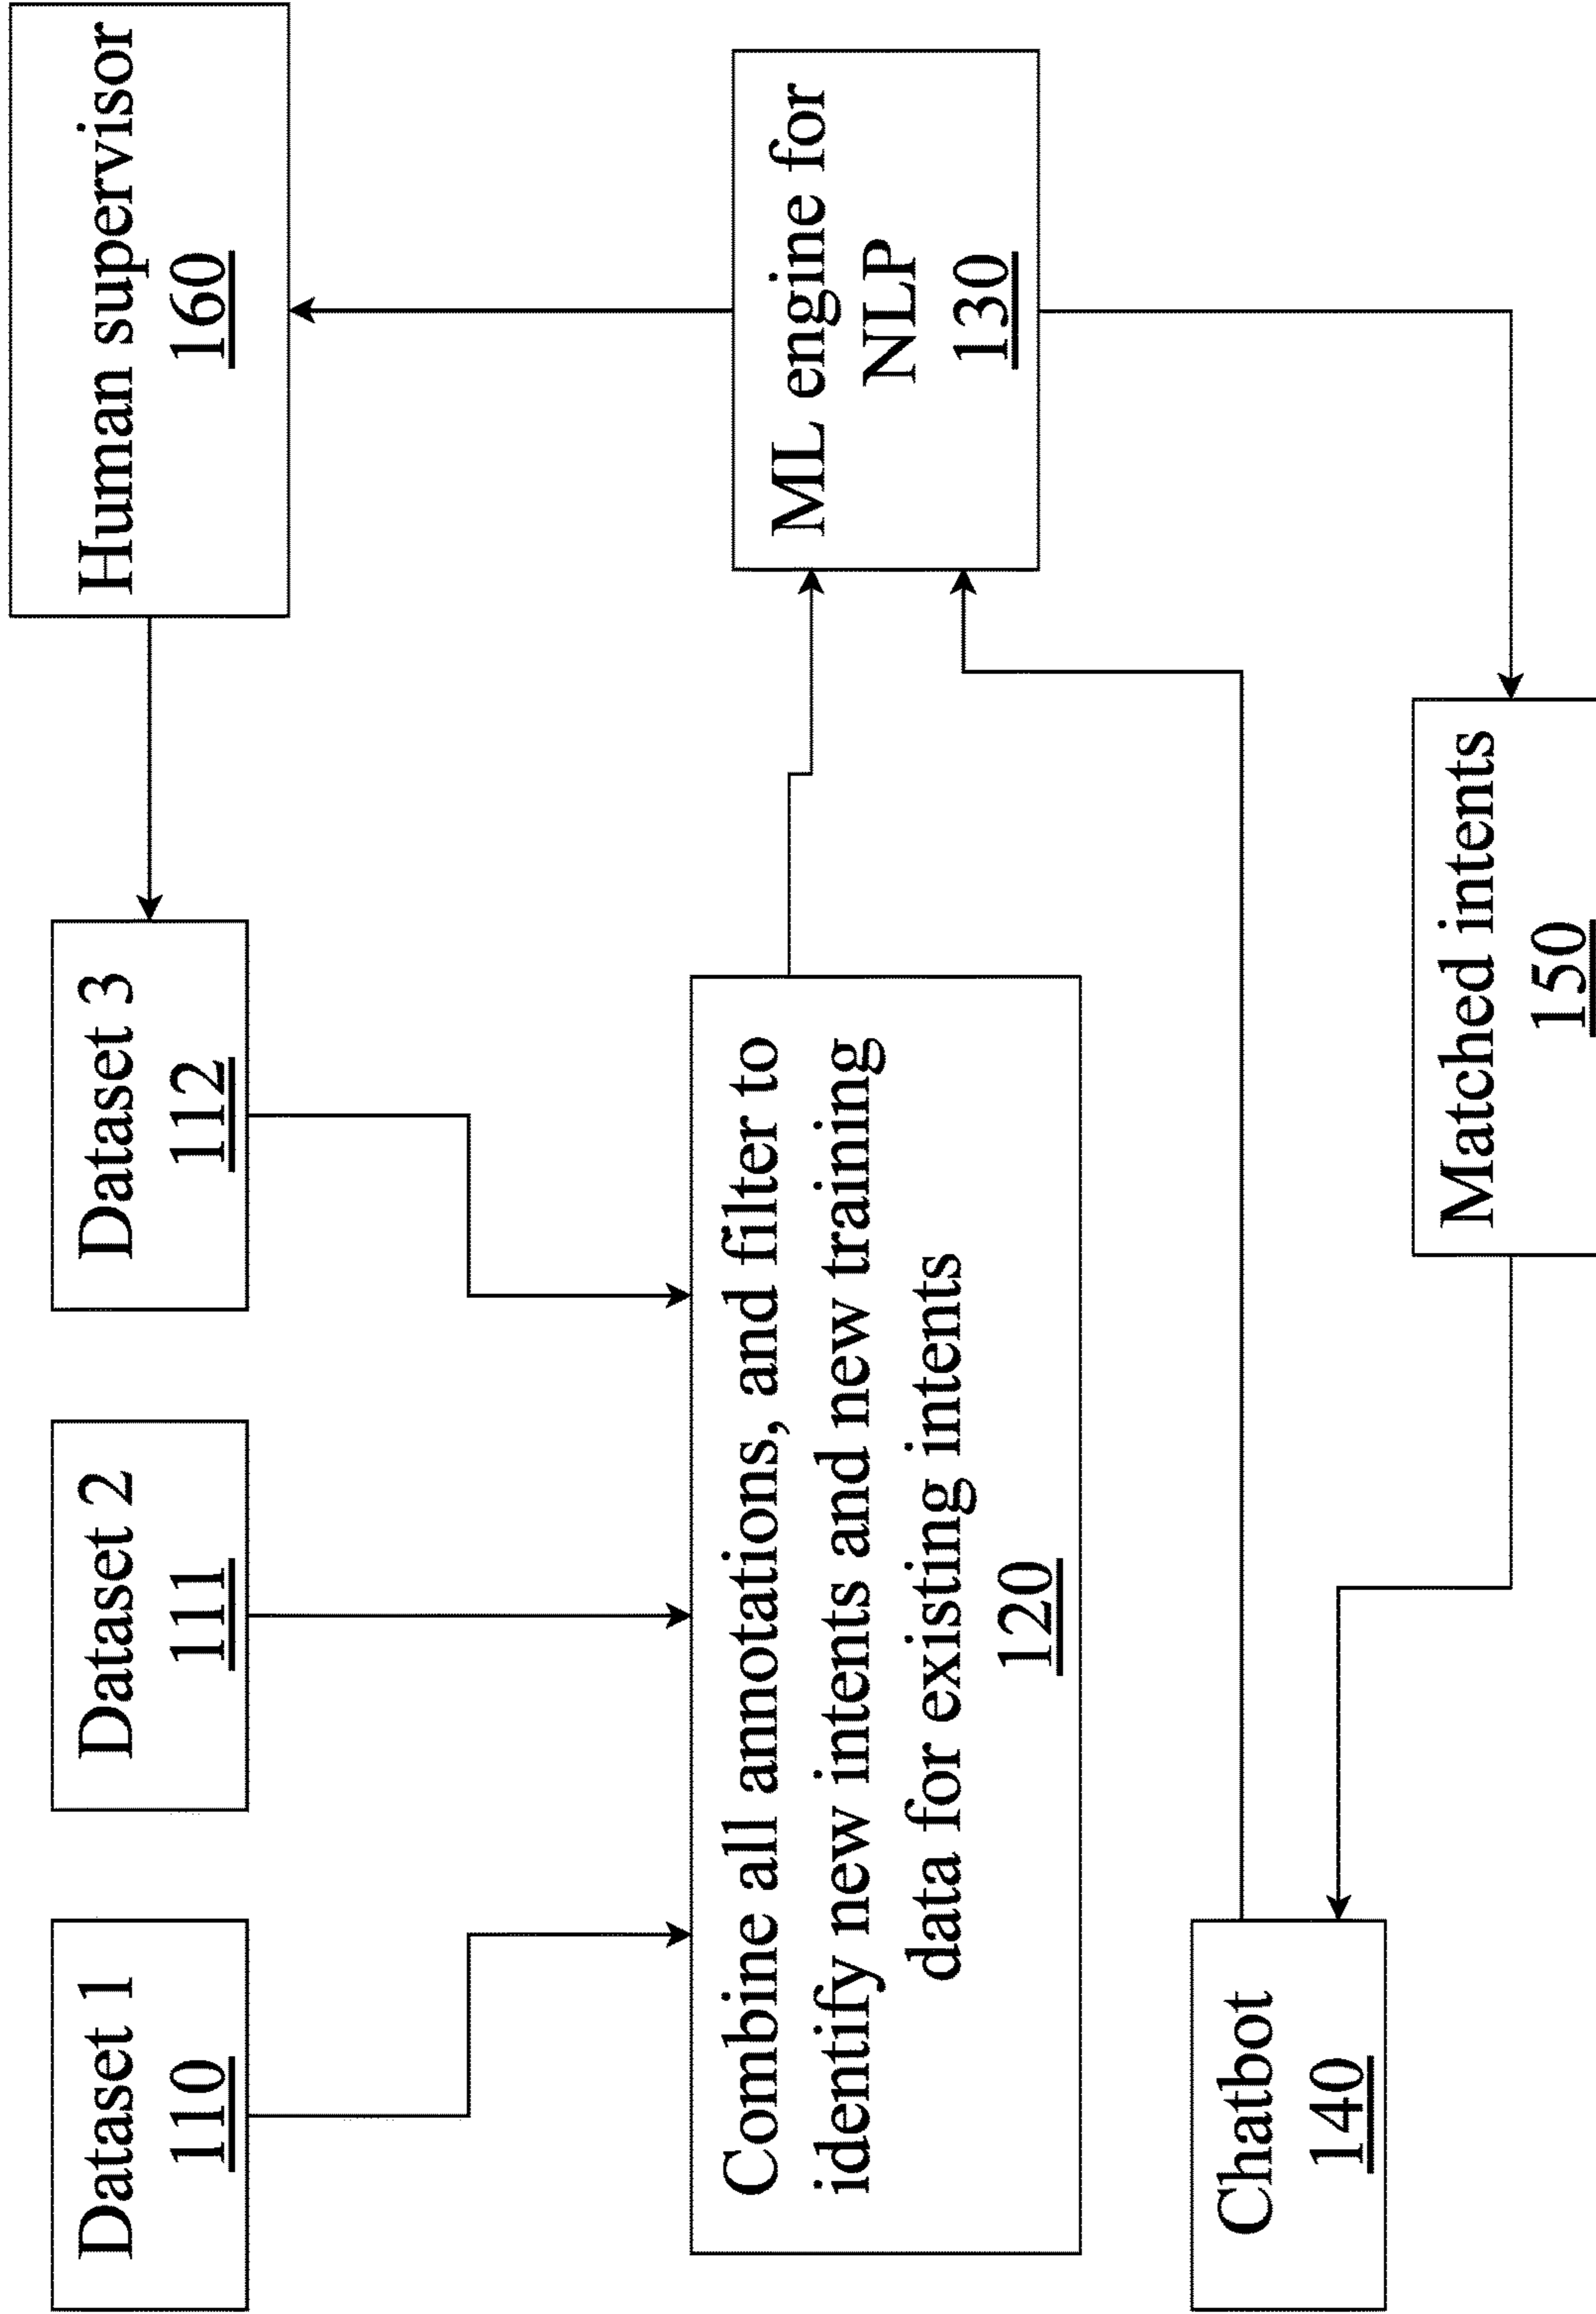 Dataset 1
110
Dataset 2
111
Dataset 3
112
Human supervisor
160
Combine all annotations, and filter to
identify new intents and new training
data for existing intents
120
ML engine for
NLP
130
Chatbot
140
Matched intents
150